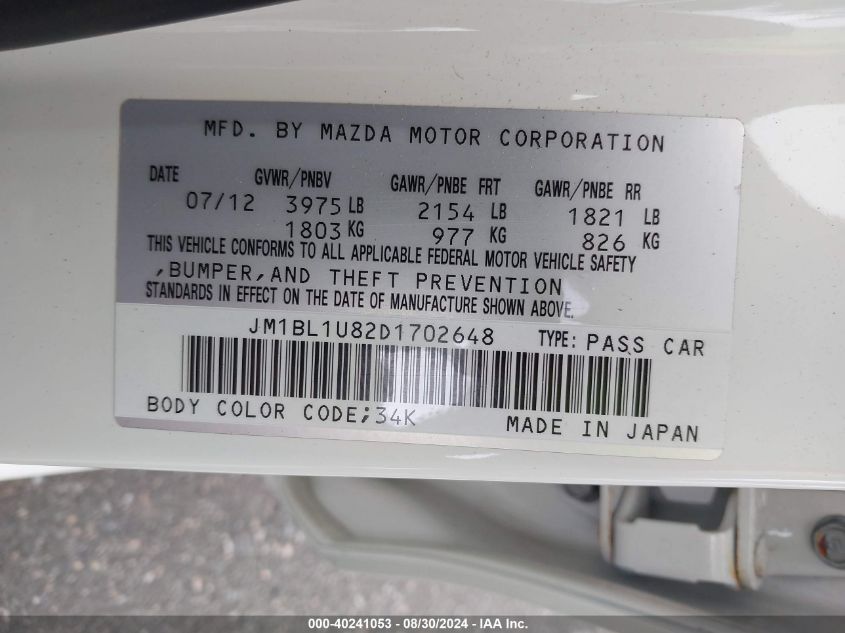 MFD. BY MAZDA MOTOR CORPORATION
DATE GVWR/PNBV GAWR/PNBE FRT GAWR/PNBE RR
07/12 3975 LB 2154 LB 1821 LB
1803 KG 977 KG 826 KG
THIS VEHICLE CONFORMS TO ALL APPLICABLE FEDERAL MOTOR VEHICLE SAFETY
,BUMPER,AND THEFT PREVENTION
STANDARDS IN EFFECT ON THE DATE OF MANUFACTURE SHOWN ABOVE.
JM1BL1U82D1702648 TYPE: PASS CAR
BODY COLOR CODE;34K MADE IN JAPAN
000-40241053 - 08/30/2024 - IAA Inc.